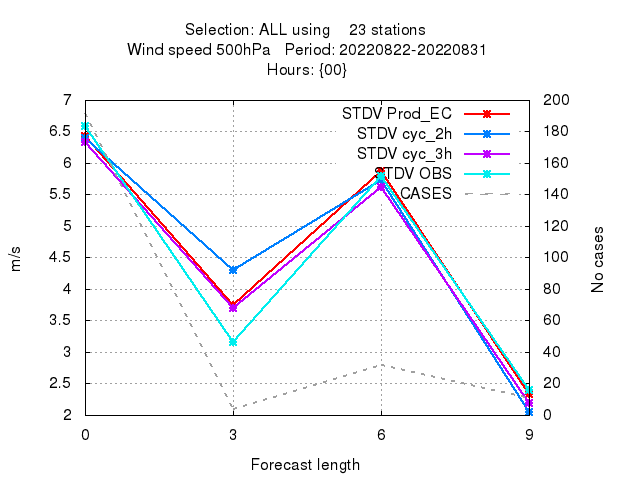 Selection: ALL using    23 stations
Wind speed 500hPa   Period: 20220822-20220831
Hours: {00}
7
6.5
6
5.5
5
4.5
4
3.5
3
2.5
2
200
180
160
140
120
100
80
60
40
20
0
STDV Prod_EC
STDV cyc_2h
STDV cyc_3h
STDV OBS
CASES
m/s
No cases
0
3
6
9
Forecast length